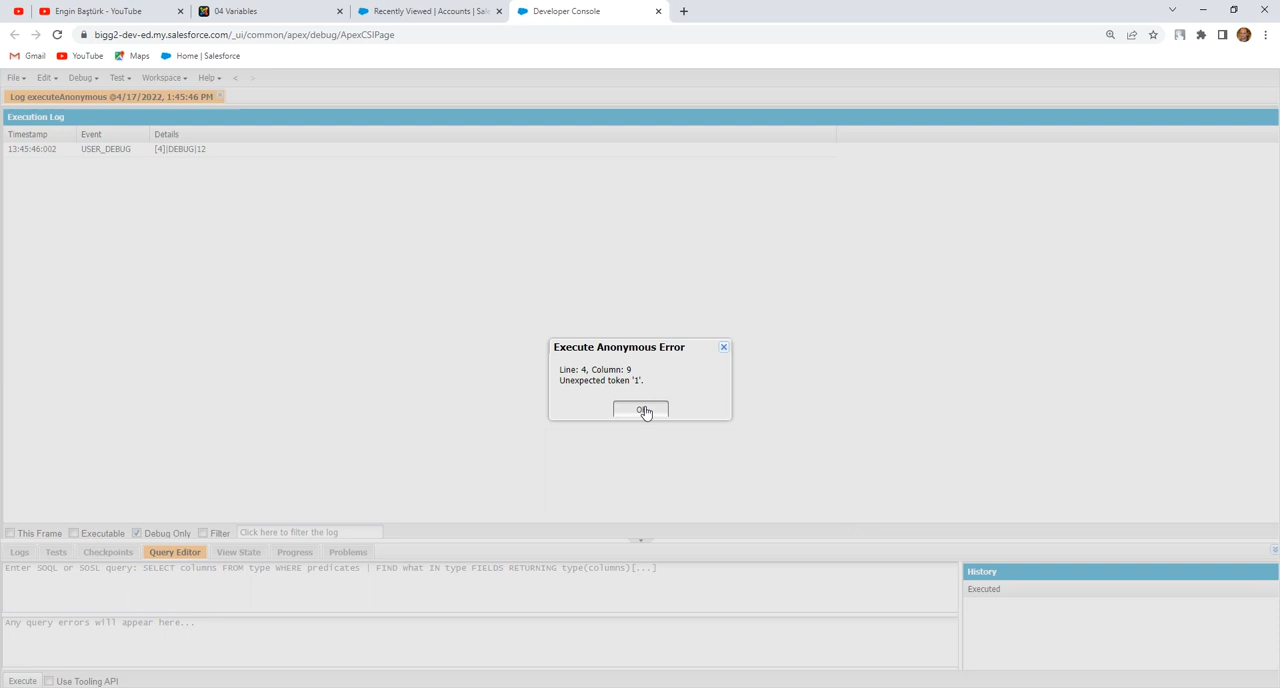 Engin Baştürk - YouTube
04 Variables
Recently Viewed | Accounts | Sale
Developer Console
bigg2-dev-ed.my.salesforce.com/_ui/common/apex/debug/ApexCSIPage
Gmail
YouTube
Maps
Home | Salesforce
File
Edit
Debug
Test
Workspace
Help
<
>
Log executeAnonymous @4/17/2022, 1:45:46 PM
Execution Log
Timestamp
Event
Details
13:45:46:002
USER_DEBUG
[4]|DEBUG|12
Execute Anonymous Error
Line: 4, Column: 9
Unexpected token '1'.
This Frame
Executable
Debug Only
Filter
Click here to filter the log
Logs
Tests
Checkpoints
Query Editor
View State
Progress
Problems
Enter SOQL or SOSL query: SELECT columns FROM type WHERE predicates | FIND what IN type FIELDS RETURNING type(columns)[...]
History
Executed
Any query errors will appear here...
Execute
Use Tooling API